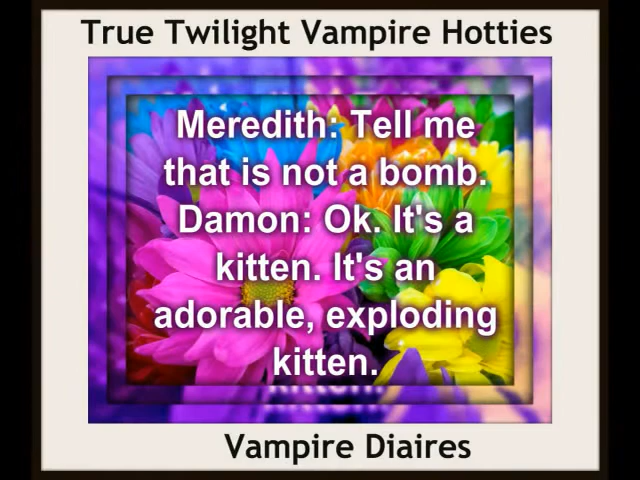 True Twilight Vampire Hotties
Meredith: Tell me
that is not a bomb.
Damon: Ok. It's a
kitten. It's an
adorable, exploding
kitten.
Vampire Diaires